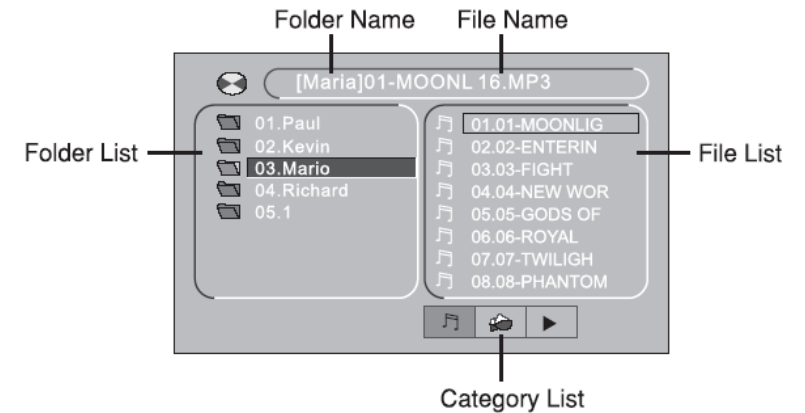 Folder Name File Name
[Maria]01-MOONL 16.MP3
Folder List
01.Paul
02.Kevin
03.Mario
04.Richard
05.1
01.01-MOONLIG
02.02-ENTERIN
03.03-FIGHT
04.04-NEW WOR
05.05-GODS OF
06.06-ROYAL
07.07-TWILIGH
08.08-PHANTOM
File List
Category List